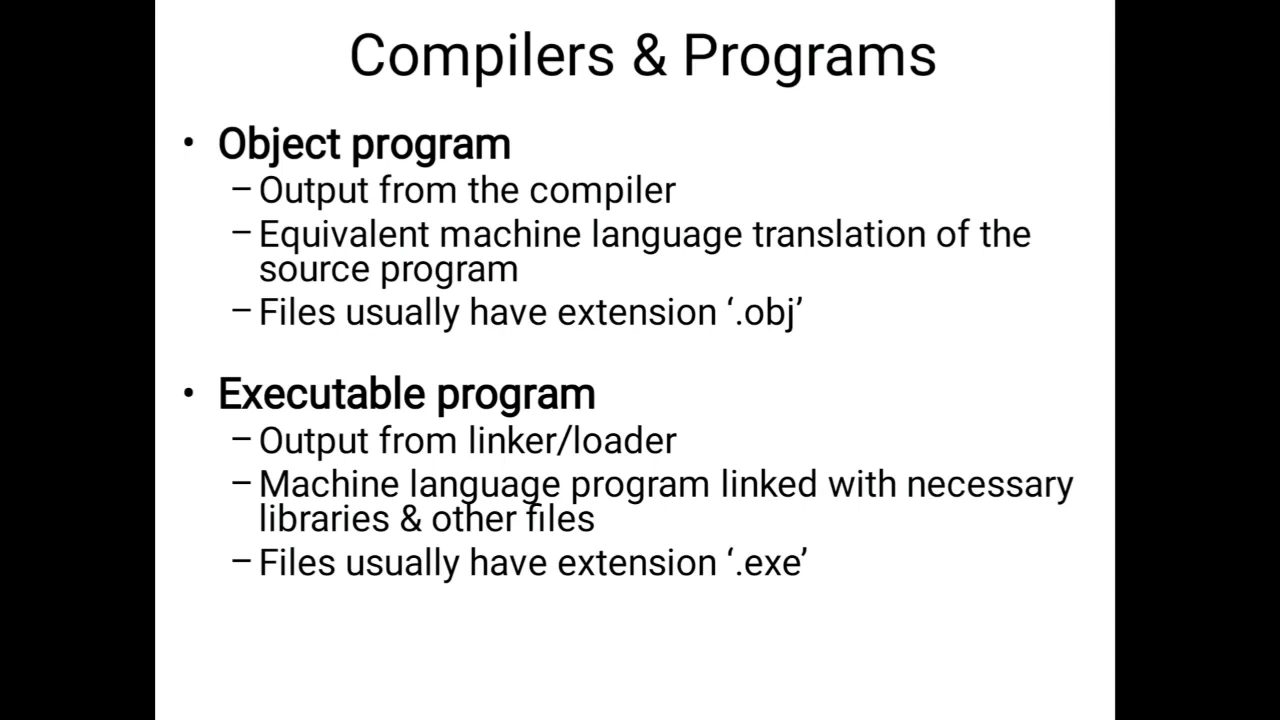 Compilers & Programs
• Object program
– Output from the compiler
– Equivalent machine language translation of the
source program
– Files usually have extension ‘.obj’
• Executable program
– Output from linker/loader
– Machine language program linked with necessary
libraries & other files
– Files usually have extension ‘.exe’